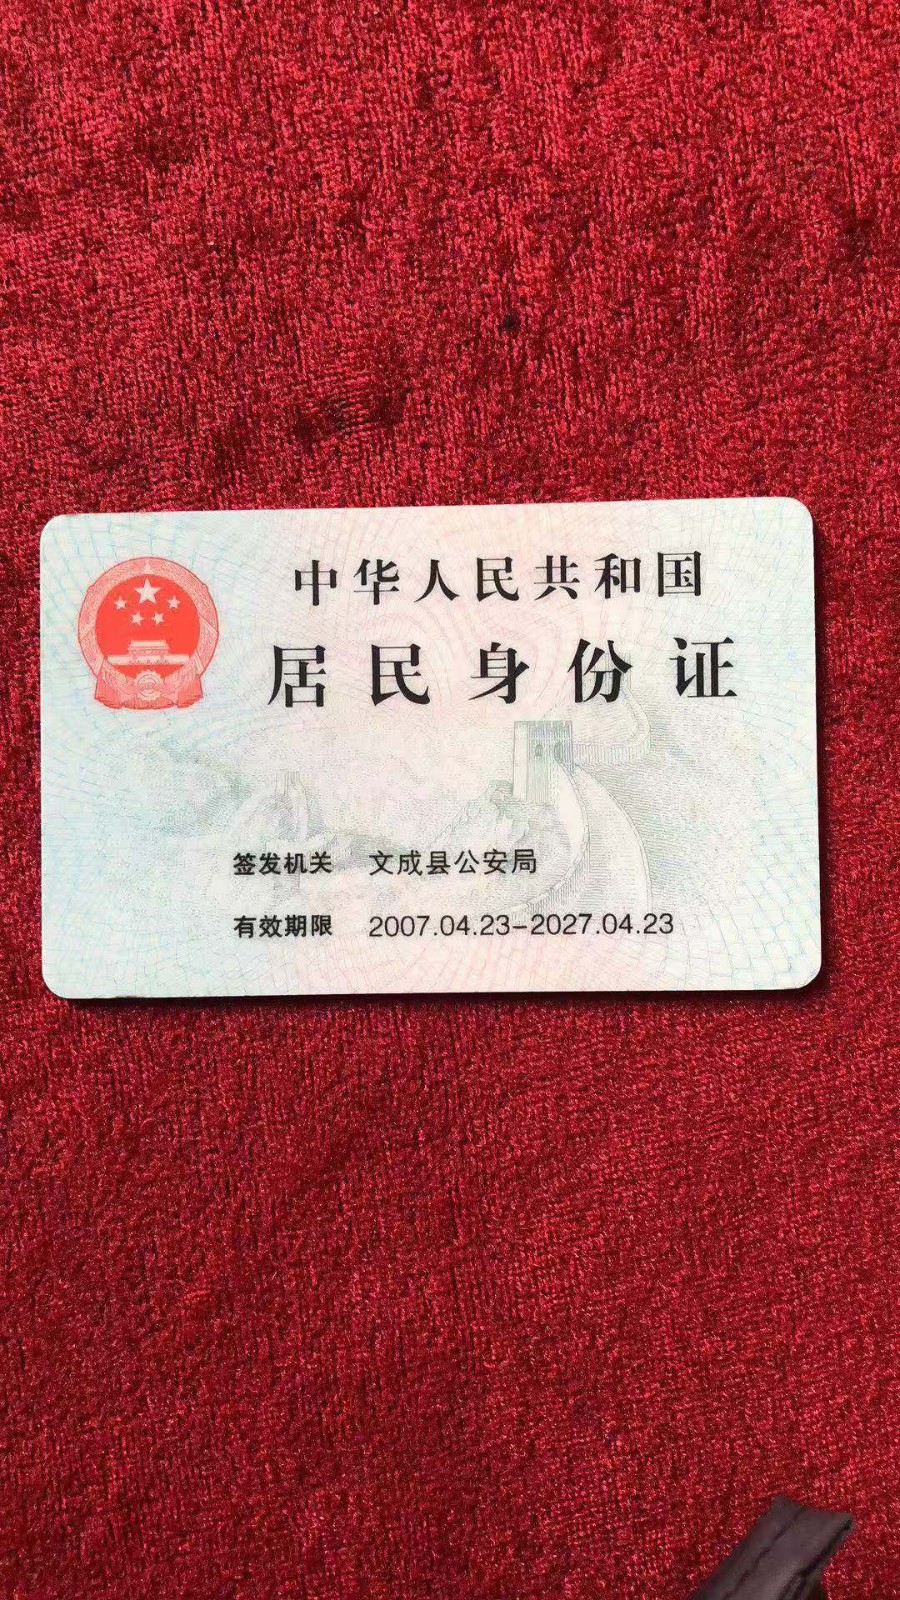 中华人民共和国
居民身份证
签发机关 文成县公安局
有效期限 2007.04.23-2027.04.23